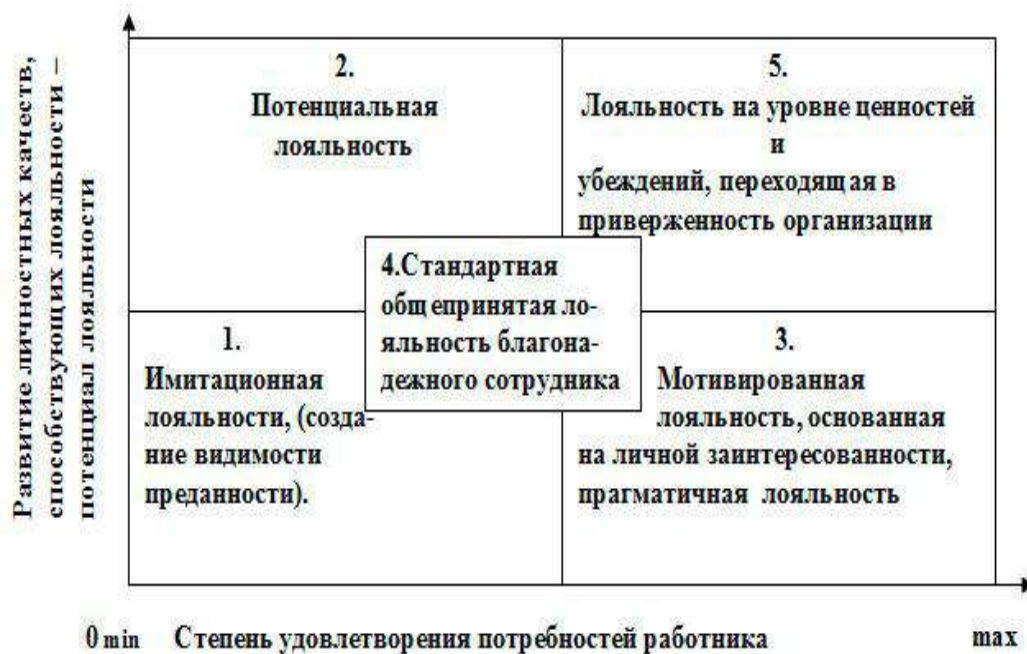 Развитие личностных качеств,
способствующих лояльности –
потенциал лояльности
2.
Потенциальная
лояльность
5.
Лояльность на уровне ценностей
и
убеждений, переходящая в
приверженность организации
4.Стандартная
общепринятая ло-
яльность благона-
дежного сотрудника
1.
Имитационная
лояльности, (созда-
ние видимости
преданности).
3.
Мотивированная
лояльность, основанная
на личной заинтересованности,
прагматичная лояльность
0 min Степень удовлетворения потребностей работника max